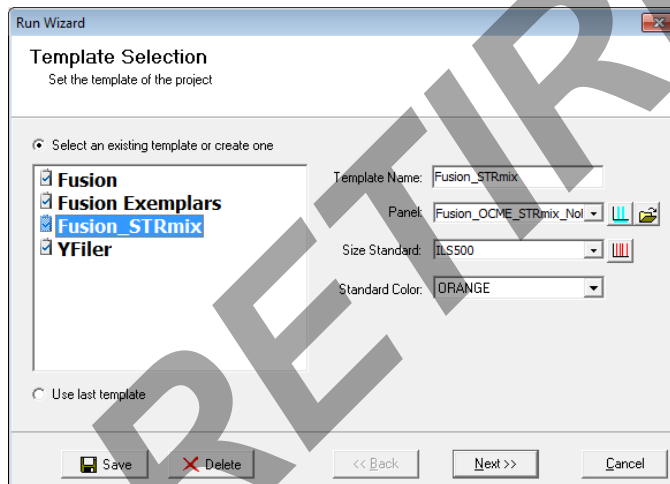 Run Wizard
Template Selection
Set the template of the project
Select an existing template or create one
Fusion
Fusion Exemplars
Fusion_STRmix
YFiler
Template Name: Fusion_STRmix
Panel: Fusion_OCME_STRmix_Nol
Size Standard: ILS500
Standard Color: ORANGE
Use last template
Save Delete << Back Next >> Cancel
RETIR